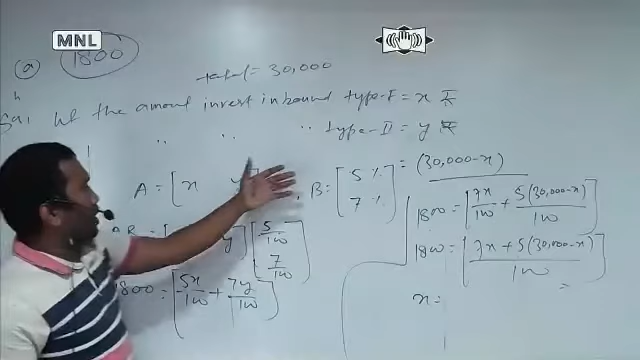 MNL
(a) 1800
total = 30,000
Let the amount invest in bound type-I = x ₹
" " " type-II = y ₹
= (30,000-x)
A = [x y], B = [5% 7%]
1800 = [7x/100 + 5(30,000-x)/100]
AB = [ y] [5/100 7/100]
1800 = [7x + 5(30,000-x)/100]
1800 = [5x/100 + 7y/100]
x =